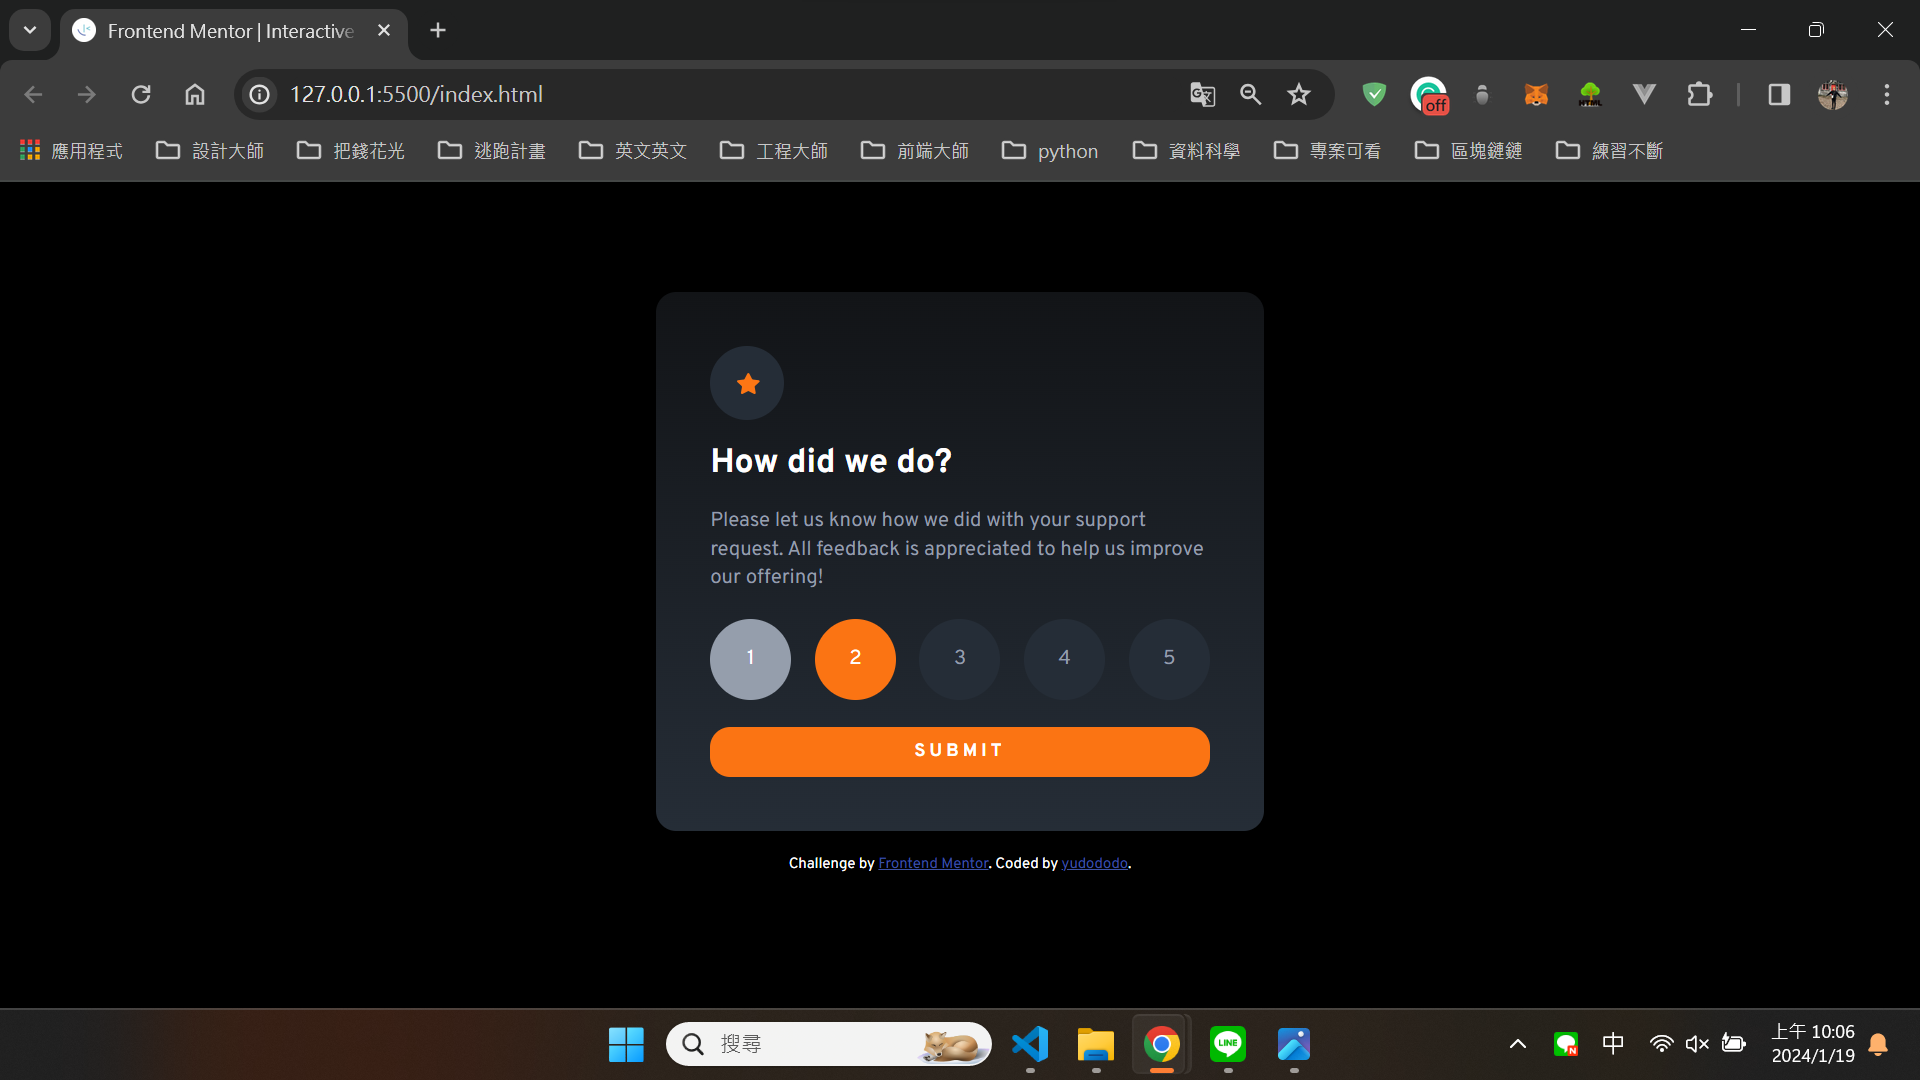 Frontend Mentor | Interactive
127.0.0.1:5500/index.html
off
HTML
應用程式 設計大師 把錢花光 逃跑計畫 英文英文 工程大師 前端大師 python 資料科學 專案可看 區塊鏈鏈 練習不斷
How did we do?
Please let us know how we did with your support
request. All feedback is appreciated to help us improve
our offering!
1 2 3 4 5
SUBMIT
Challenge by Frontend Mentor. Coded by yudododo.
搜尋
LINE
N
中
上午 10:06
2024/1/19